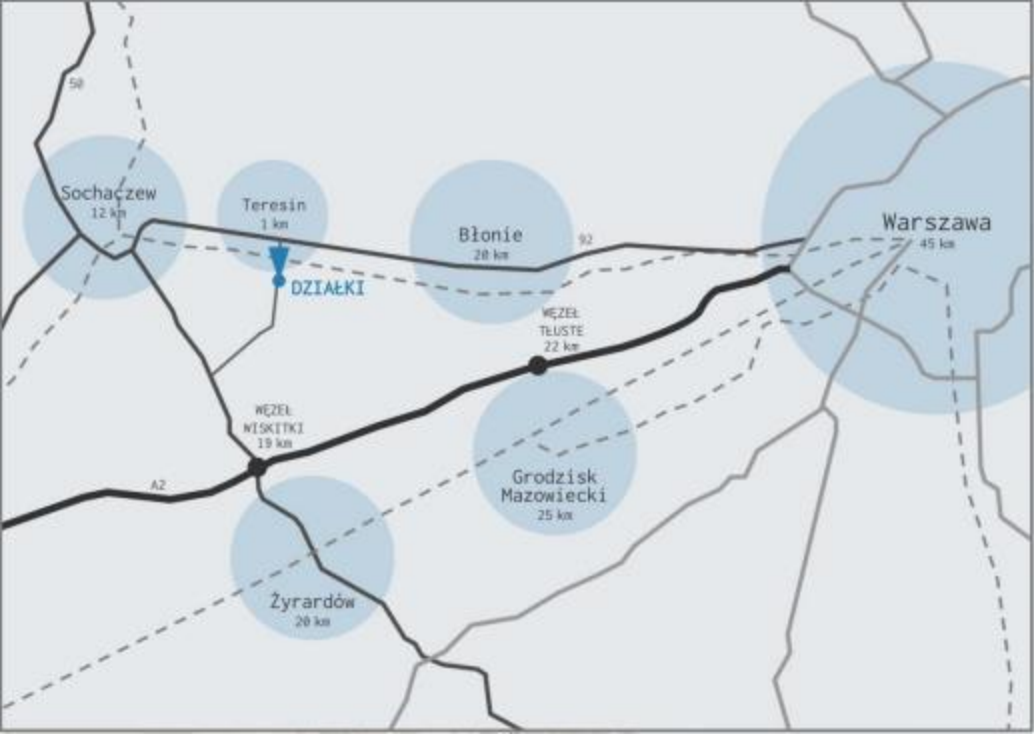 50
Sochaczew
12 km
Teresin
1 km
Błonie
20 km
92
Warszawa
45 km
DZIAŁKI
WĘZEŁ
TŁUSTE
22 km
WĘZEŁ
WISKITKI
19 km
A2
Grodzisk
Mazowiecki
25 km
Żyrardów
20 km